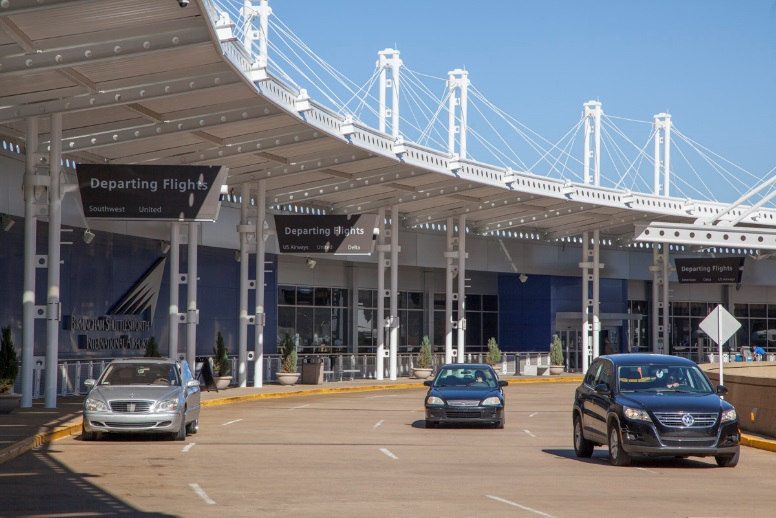 Departing Flights
Southwest United
Departing Flights
US Airways United Delta
Departing Flights
BIRMINGHAM-SHUTTLESWORTH
INTERNATIONAL AIRPORT